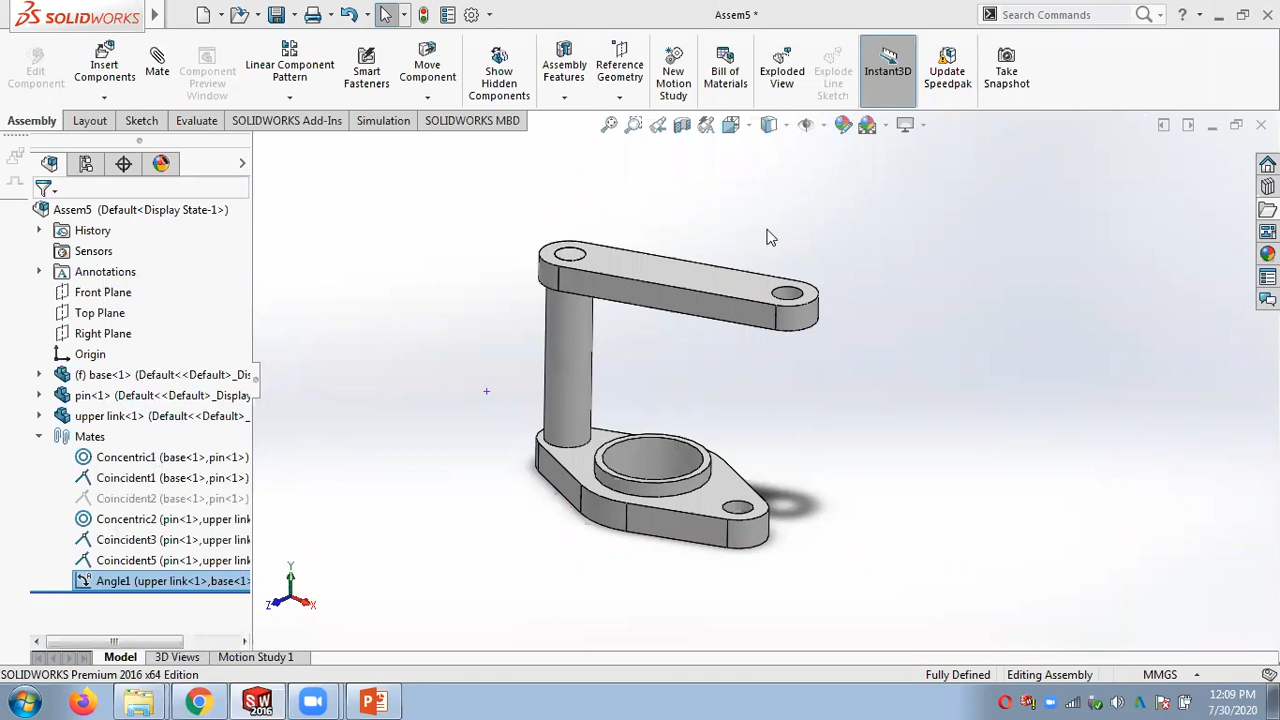 SOLIDWORKS
Assem5 *
Search Commands
?
Edit Component
Insert Components
Mate
Component Preview Window
Linear Component Pattern
Smart Fasteners
Move Component
Show Hidden Components
Assembly Features
Reference Geometry
New Motion Study
Bill of Materials
Exploded View
Explode Line Sketch
Instant3D
Update Speedpak
Take Snapshot
Assembly
Layout
Sketch
Evaluate
SOLIDWORKS Add-Ins
Simulation
SOLIDWORKS MBD
Assem5 (Default<Display State-1>)
History
Sensors
Annotations
Front Plane
Top Plane
Right Plane
Origin
(f) base<1> (Default<<Default>_Dis
pin<1> (Default<<Default>_Display
upper link<1> (Default<<Default>_
Mates
Concentric1 (base<1>,pin<1>)
Coincident1 (base<1>,pin<1>)
Coincident2 (base<1>,pin<1>)
Concentric2 (pin<1>,upper link
Coincident3 (pin<1>,upper link
Coincident5 (pin<1>,upper link
Angle1 (upper link<1>,base<1>
Y
Z
X
Model
3D Views
Motion Study 1
SOLIDWORKS Premium 2016 x64 Edition
Fully Defined
Editing Assembly
MMGS
SW
2016
12:09 PM
7/30/2020